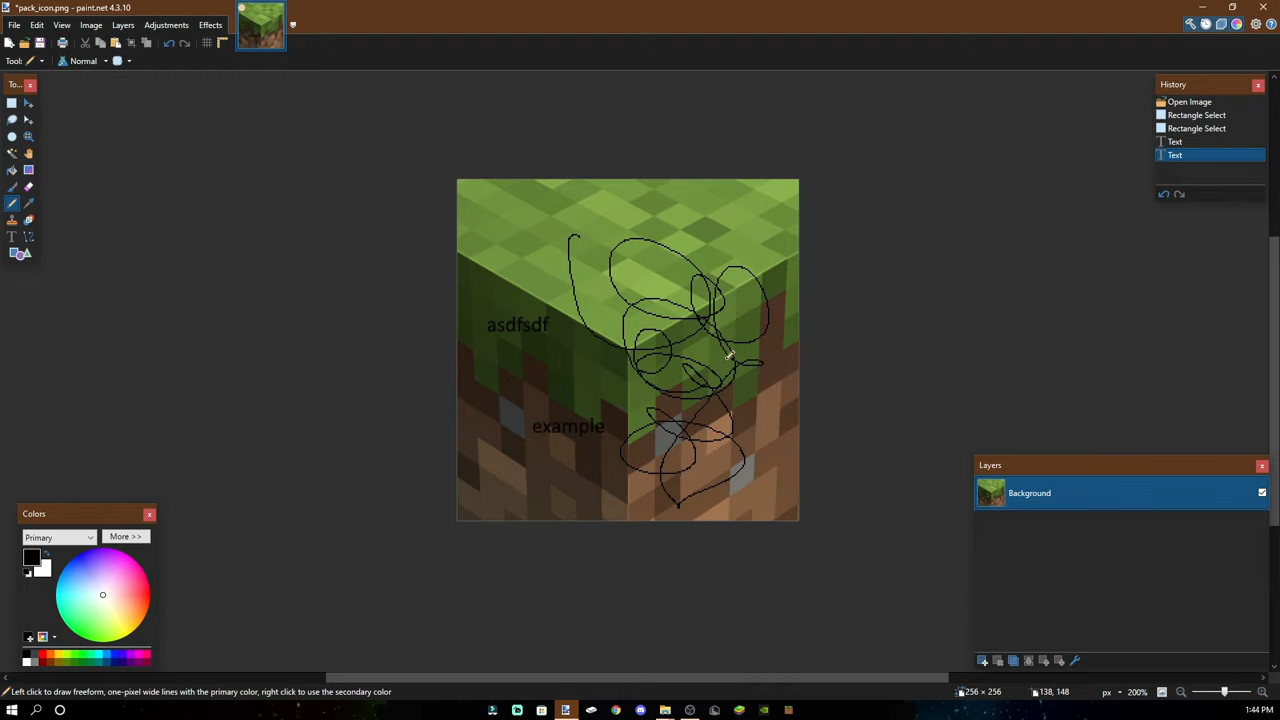 *pack_icon.png - paint.net 4.3.10
File Edit View Image Layers Adjustments Effects
Tool: Normal
To... x
History x
Open Image
Rectangle Select
Rectangle Select
Text
Text
asdfsdf
example
Layers x
Background
Colors x
Primary More >>
Left click to draw freeform, one-pixel wide lines with the primary color, right click to use the secondary color
256 × 256 138, 148 px 200%
1:44 PM